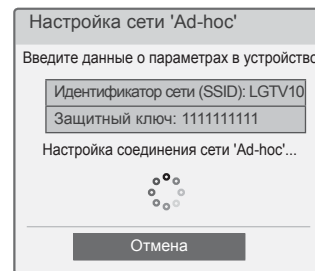 Настройка сети 'Ad-hoc'
Введите данные о параметрах в устройство
Идентификатор сети (SSID): LGTV10
Защитный ключ: 1111111111
Настройка соединения сети 'Ad-hoc'...
Отмена